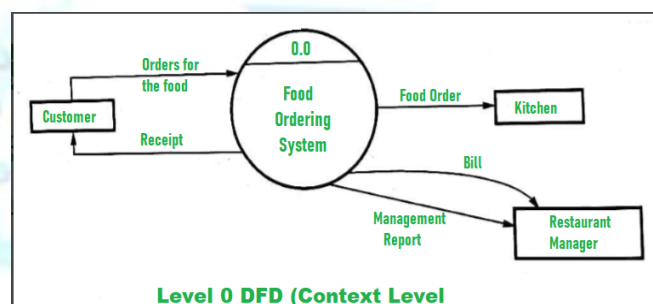 0.0
Orders for
the food
Food
Ordering
System
Customer
Food Order
Kitchen
Receipt
Bill
Management
Report
Restaurant
Manager
Level 0 DFD (Context Level